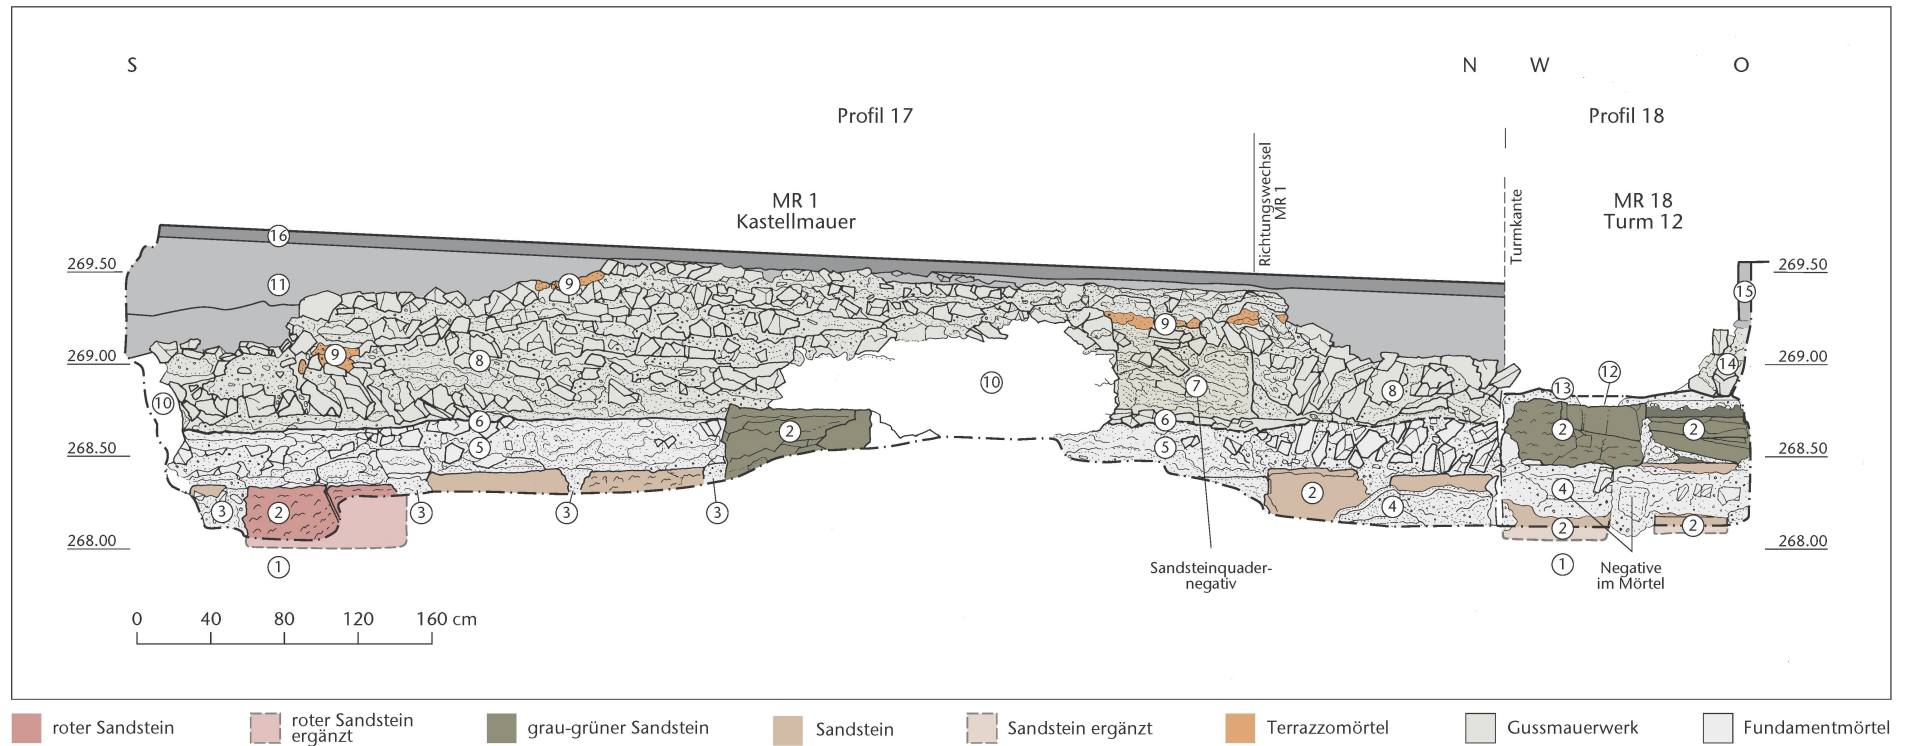 S
N
W
O
Profil 17
Profil 18
Richtungswechsel
MR 1
Turmkante
MR 1
Kastellmauer
MR 18
Turm 12
16
269.50
269.50
11
9
15
9
9
8
269.00
269.00
14
10
10
7
8
13
12
6
6
2
2
2
5
5
268.50
268.50
3
2
3
3
3
2
4
4
2
2
268.00
268.00
1
1
Sandsteinquader-
negativ
Negative
im Mörtel
0 40 80 120 160 cm
roter Sandstein
roter Sandstein
ergänzt
grau-grüner Sandstein
Sandstein
Sandstein ergänzt
Terrazzomörtel
Gussmauerwerk
Fundamentmörtel